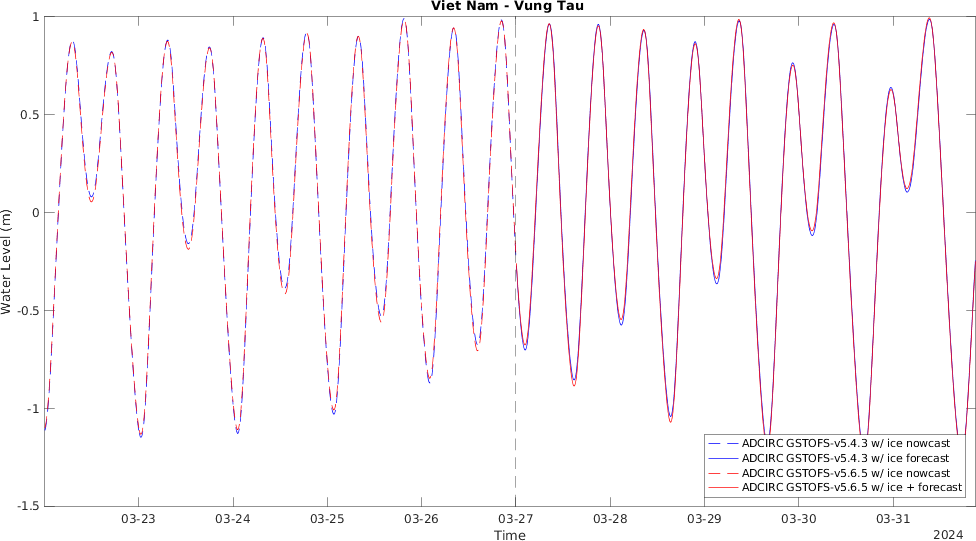 Viet Nam - Vung Tau
1
0.5
0
-0.5
-1
-1.5
Water Level (m)
03-23
03-24
03-25
03-26
03-27
03-28
03-29
03-30
03-31
Time
2024
ADCIRC GSTOFS-v5.4.3 w/ ice nowcast
ADCIRC GSTOFS-v5.4.3 w/ ice forecast
ADCIRC GSTOFS-v5.6.5 w/ ice nowcast
ADCIRC GSTOFS-v5.6.5 w/ ice + forecast